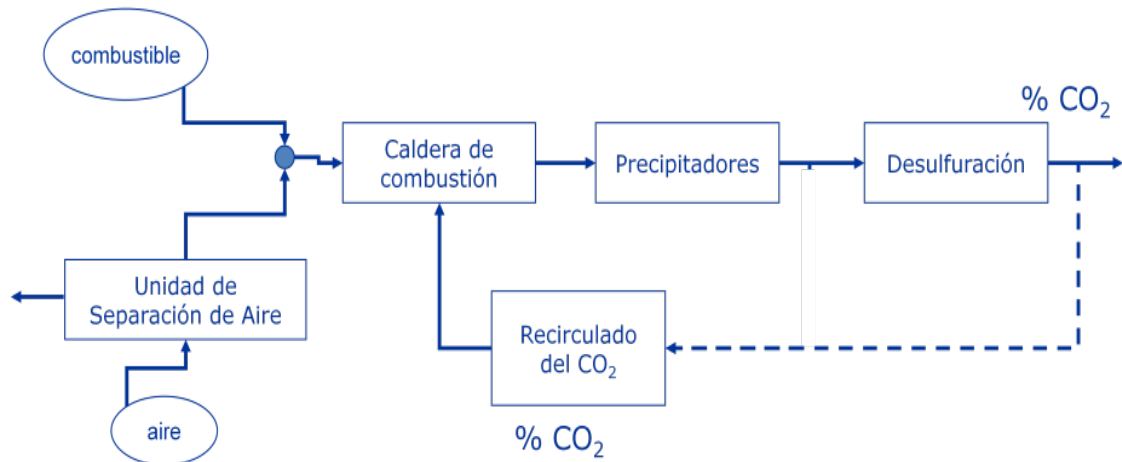 combustible
% CO₂
Caldera de
combustión
Precipitadores
Desulfuración
Unidad de
Separación de Aire
Recirculado
del CO₂
aire
% CO₂